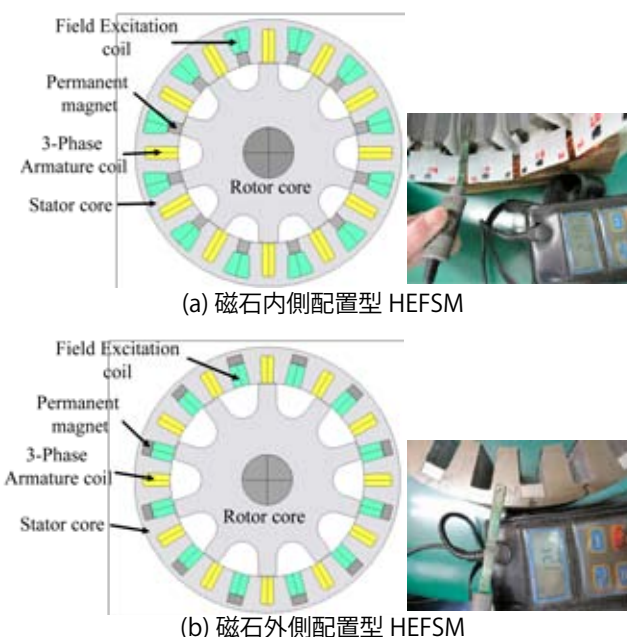 Field Excitation
coil
Permanent
magnet
3-Phase
Armature coil
Stator core
Rotor core
(a) 磁石内側配置型 HEFSM
Field Excitation
coil
Permanent
magnet
3-Phase
Armature coil
Stator core
Rotor core
(b) 磁石外側配置型 HEFSM